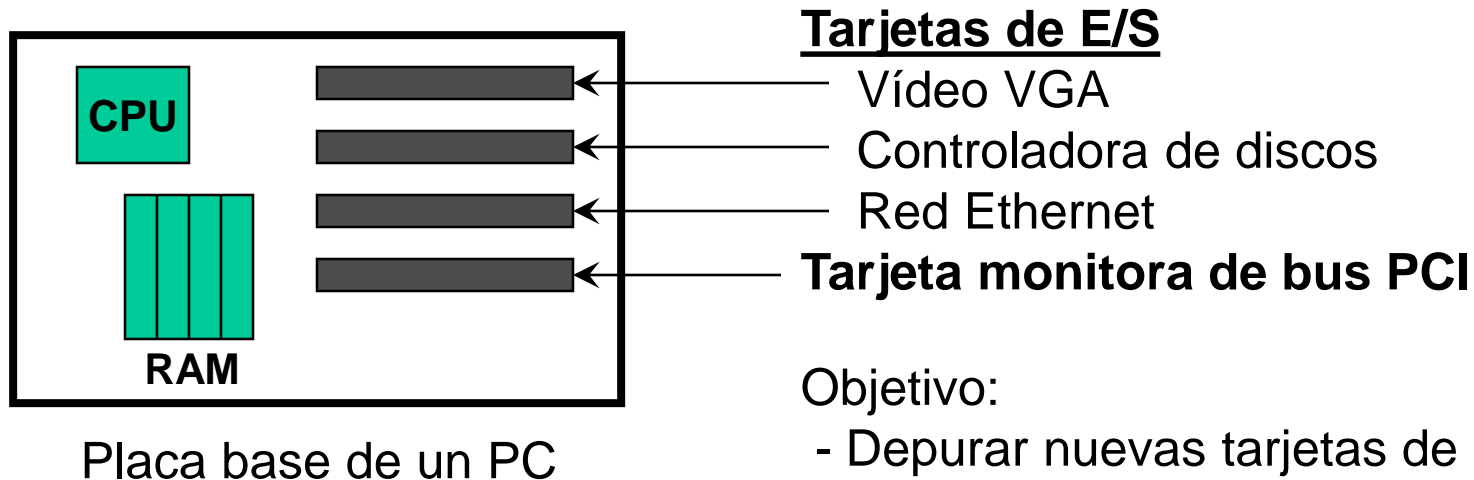 CPU
RAM
Placa base de un PC
Tarjetas de E/S
Vídeo VGA
Controladora de discos
Red Ethernet
Tarjeta monitora de bus PCI
Objetivo:
- Depurar nuevas tarjetas de